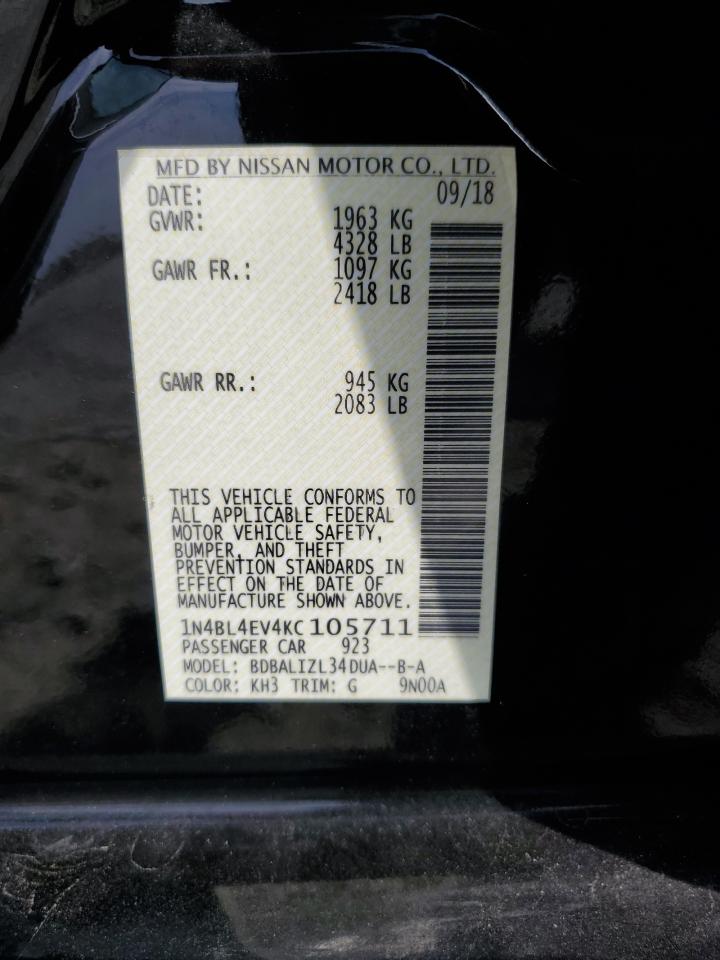 MFD BY NISSAN MOTOR CO., LTD.
DATE: 09/18
GVWR: 1963 KG
4328 LB
GAWR FR.: 1097 KG
2418 LB
GAWR RR.: 945 KG
2083 LB
THIS VEHICLE CONFORMS TO
ALL APPLICABLE FEDERAL
MOTOR VEHICLE SAFETY,
BUMPER, AND THEFT
PREVENTION STANDARDS IN
EFFECT ON THE DATE OF
MANUFACTURE SHOWN ABOVE.
1N4BL4EV4KC105711
PASSENGER CAR 923
MODEL: BDBALIZL34DUA--B-A
COLOR: KH3 TRIM: G 9N00A